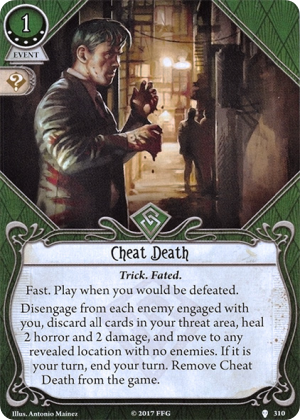 1
EVENT
?
Cheat Death
Trick. Fated.
Fast. Play when you would be defeated.
Disengage from each enemy engaged with
you, discard all cards in your threat area, heal
2 horror and 2 damage, and move to any
revealed location with no enemies. If it is
your turn, end your turn. Remove Cheat
Death from the game.
Illus. Antonio Mainez © 2017 FFG 310